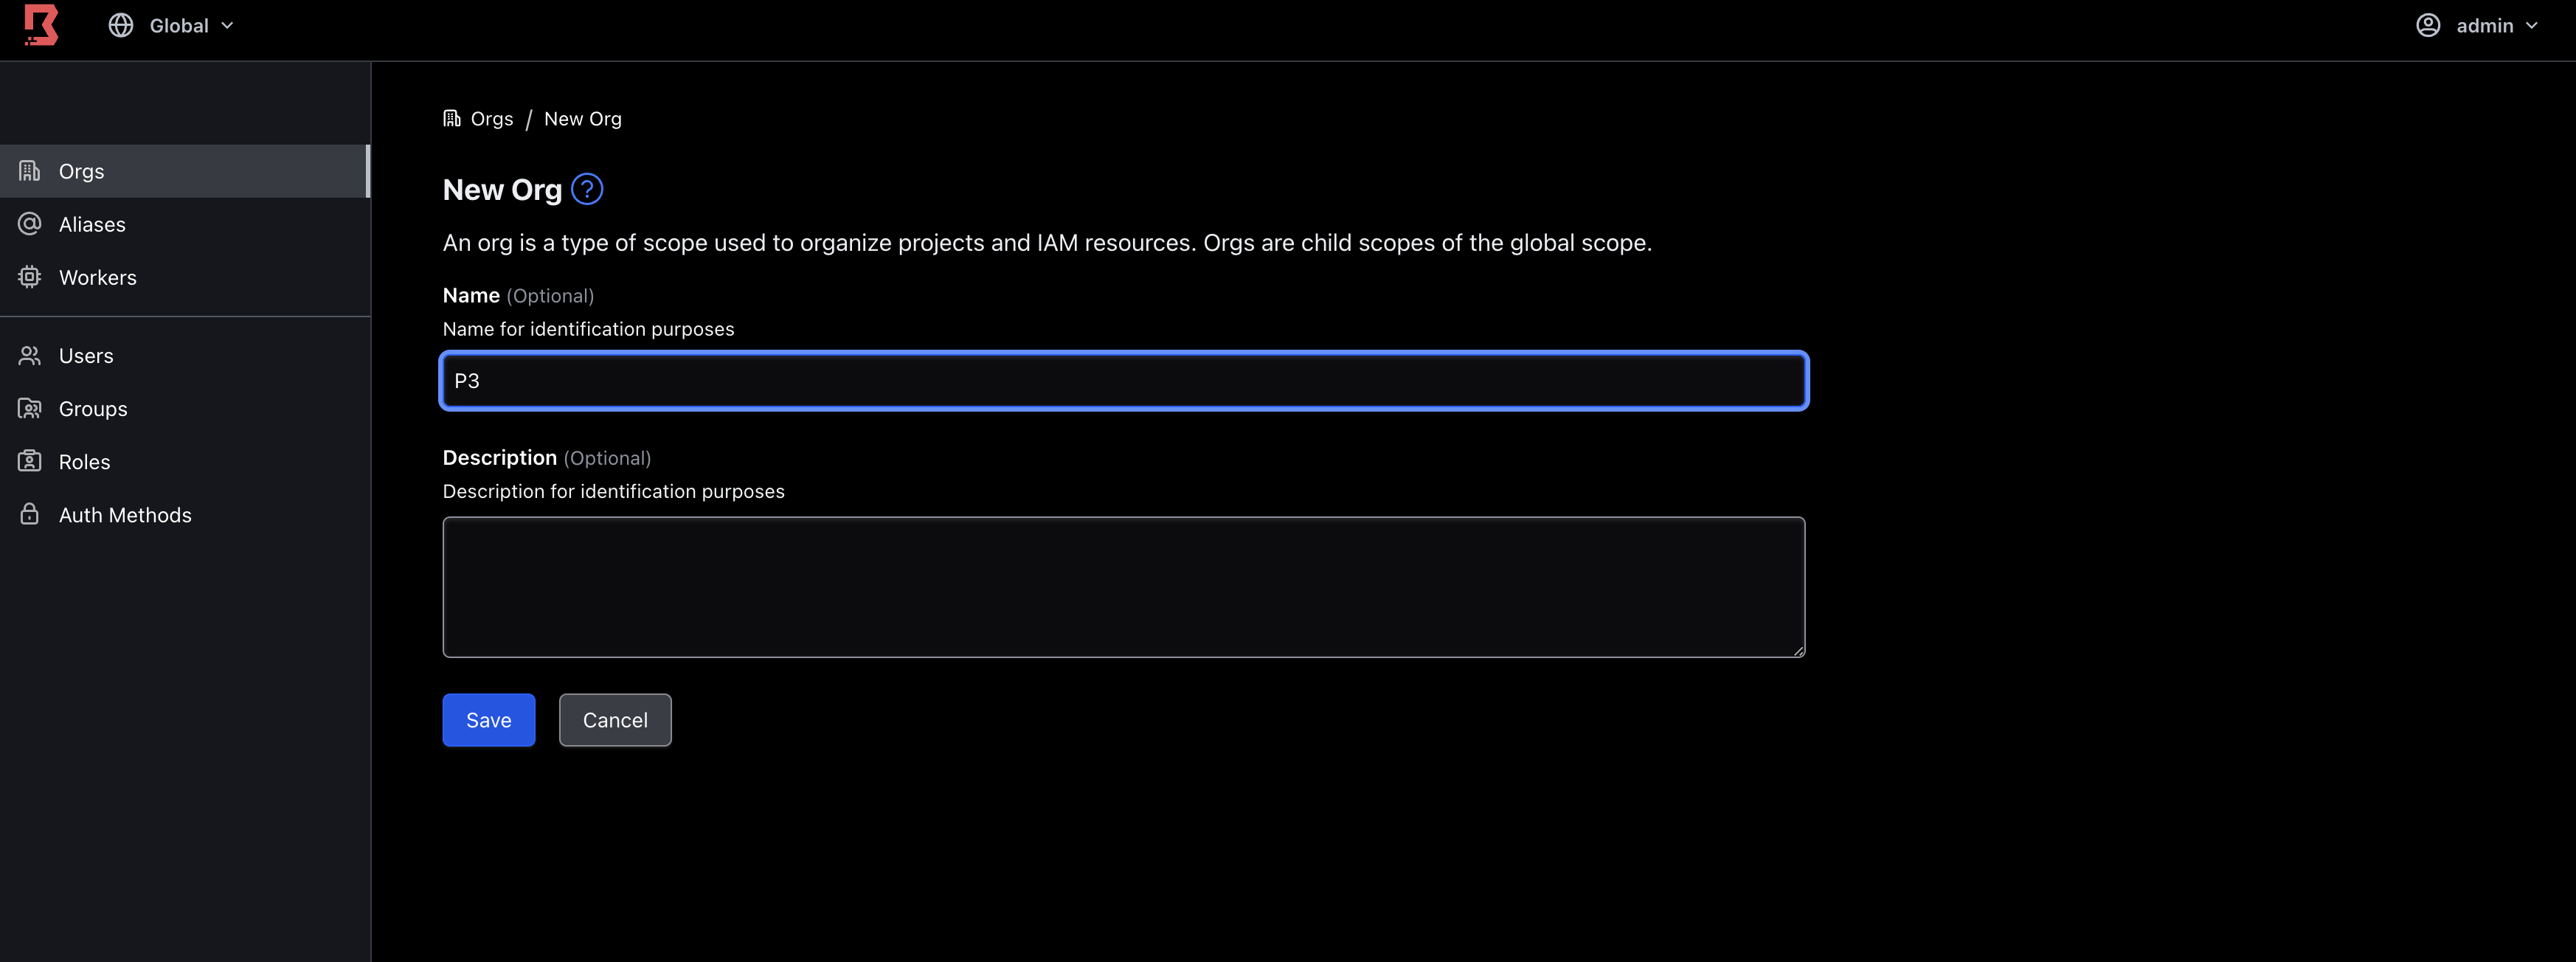 Global
admin
Orgs
Aliases
Workers
Users
Groups
Roles
Auth Methods
Orgs / New Org
New Org ?
An org is a type of scope used to organize projects and IAM resources. Orgs are child scopes of the global scope.
Name (Optional)
Name for identification purposes
P3
Description (Optional)
Description for identification purposes
Save
Cancel